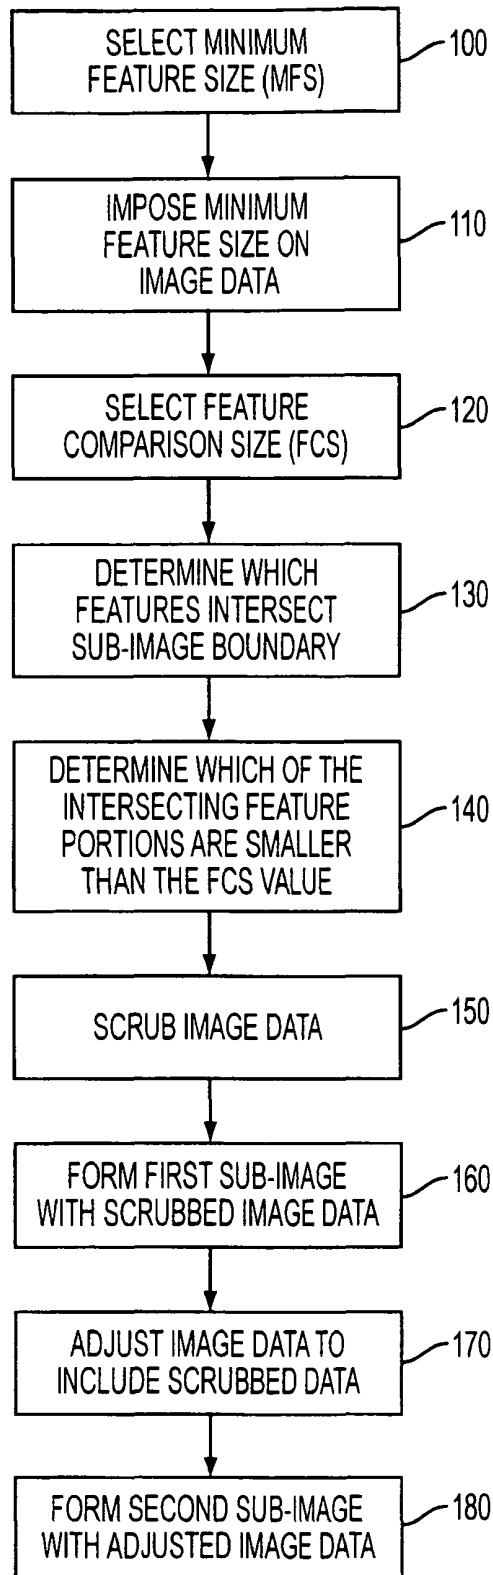 SELECT MINIMUM
FEATURE SIZE (MFS)
100
IMPOSE MINIMUM
FEATURE SIZE ON
IMAGE DATA
110
SELECT FEATURE
COMPARISON SIZE (FCS)
120
DETERMINE WHICH
FEATURES INTERSECT
SUB-IMAGE BOUNDARY
130
DETERMINE WHICH OF THE
INTERSECTING FEATURE
PORTIONS ARE SMALLER
THAN THE FCS VALUE
140
SCRUB IMAGE DATA
150
FORM FIRST SUB-IMAGE
WITH SCRUBBED IMAGE DATA
160
ADJUST IMAGE DATA TO
INCLUDE SCRUBBED DATA
170
FORM SECOND SUB-IMAGE
WITH ADJUSTED IMAGE DATA
180